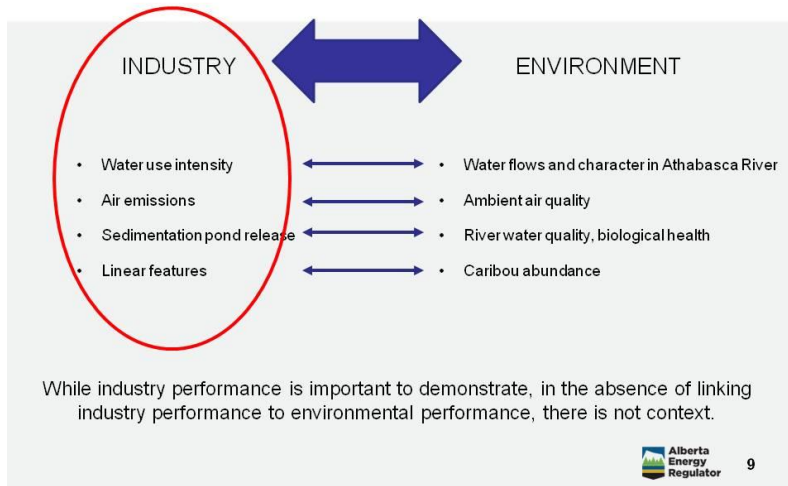 INDUSTRY
ENVIRONMENT
• Water use intensity
• Water flows and character in Athabasca River
• Air emissions
• Ambient air quality
• Sedimentation pond release
• River water quality, biological health
• Linear features
• Caribou abundance
While industry performance is important to demonstrate, in the absence of linking
industry performance to environmental performance, there is not context.
Alberta
Energy
Regulator
9